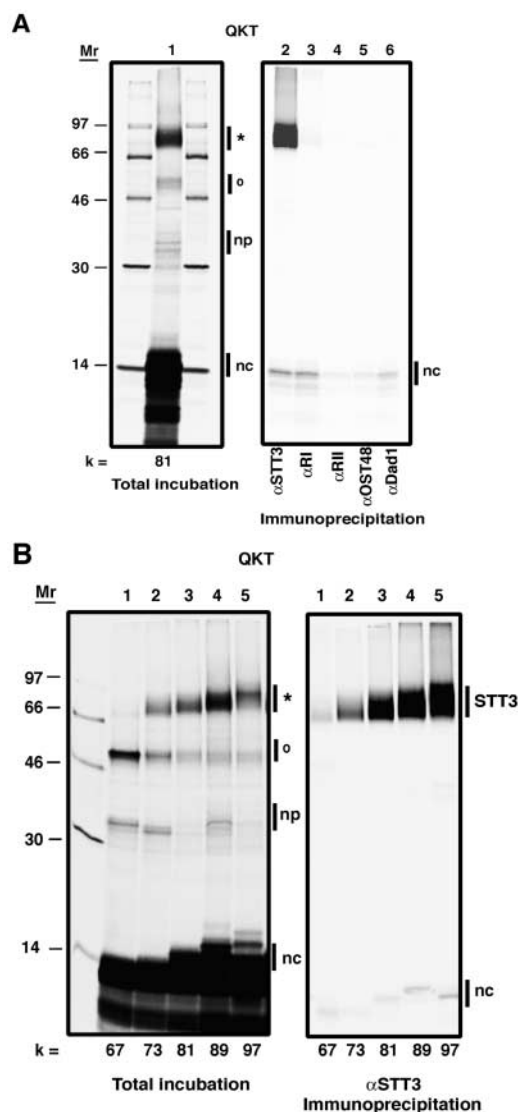 A
QKT
Mr 1 2 3 4 5 6
97
66
46
30
14
*
o
np
nc
nc
k = 81
Total incubation
αSTT3 αRI αRII αOST48 αDad1
Immunoprecipitation
B
QKT
Mr 1 2 3 4 5 1 2 3 4 5
97
66
46
30
14
*
o
np
nc
STT3
nc
k = 67 73 81 89 97 67 73 81 89 97
Total incubation
αSTT3
Immunoprecipitation